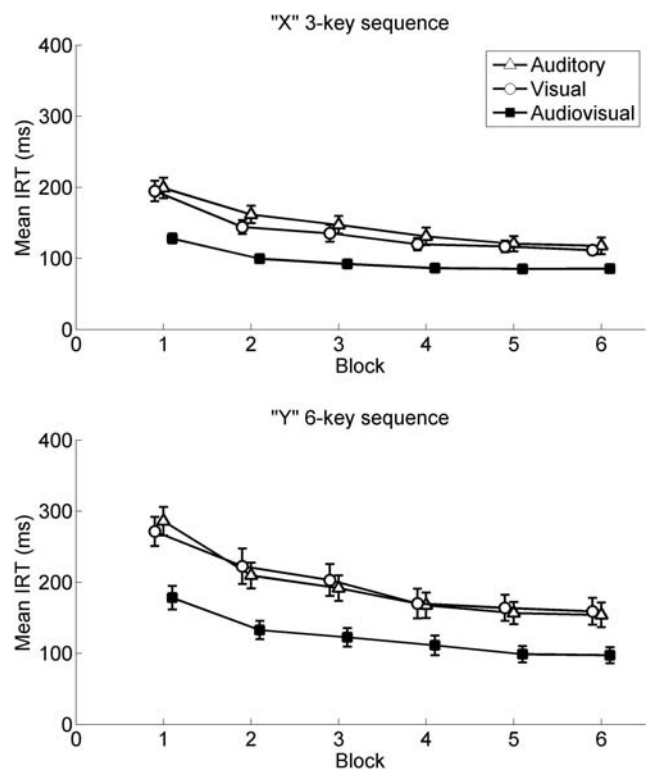 "X" 3-key sequence
400
300
200
100
0
Mean IRT (ms)
Auditory
Visual
Audiovisual
0 1 2 3 4 5 6
Block
"Y" 6-key sequence
400
300
200
100
0
Mean IRT (ms)
0 1 2 3 4 5 6
Block